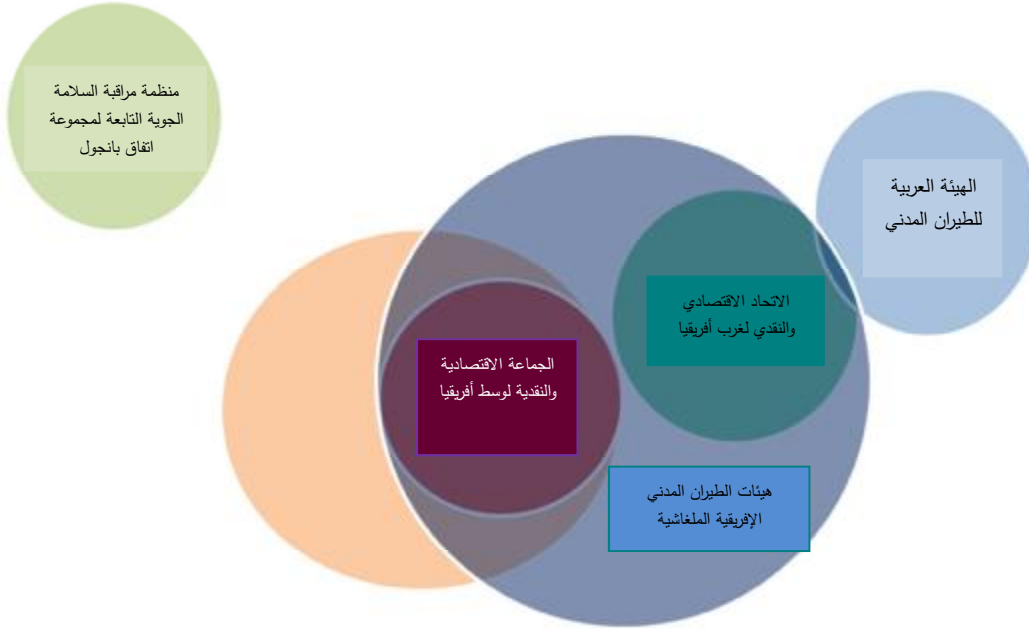 منظمة مراقبة السلامة
الجوية التابعة لمجموعة
اتفاق بانجول
الهيئة العربية
للطيران المدني
الاتحاد الاقتصادي
والنقدي لغرب أفريقيا
الجماعة الاقتصادية
والنقدية لوسط أفريقيا
هيئات الطيران المدني
الإفريقية الملغاشية